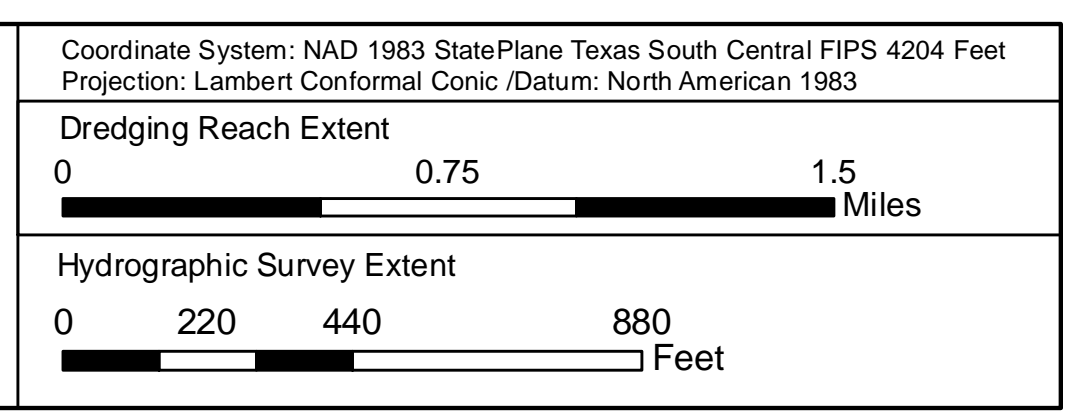 Coordinate System: NAD 1983 StatePlane Texas South Central FIPS 4204 Feet
Projection: Lambert Conformal Conic /Datum: North American 1983
Dredging Reach Extent
0 0.75 1.5
Miles
Hydrographic Survey Extent
0 220 440 880
Feet